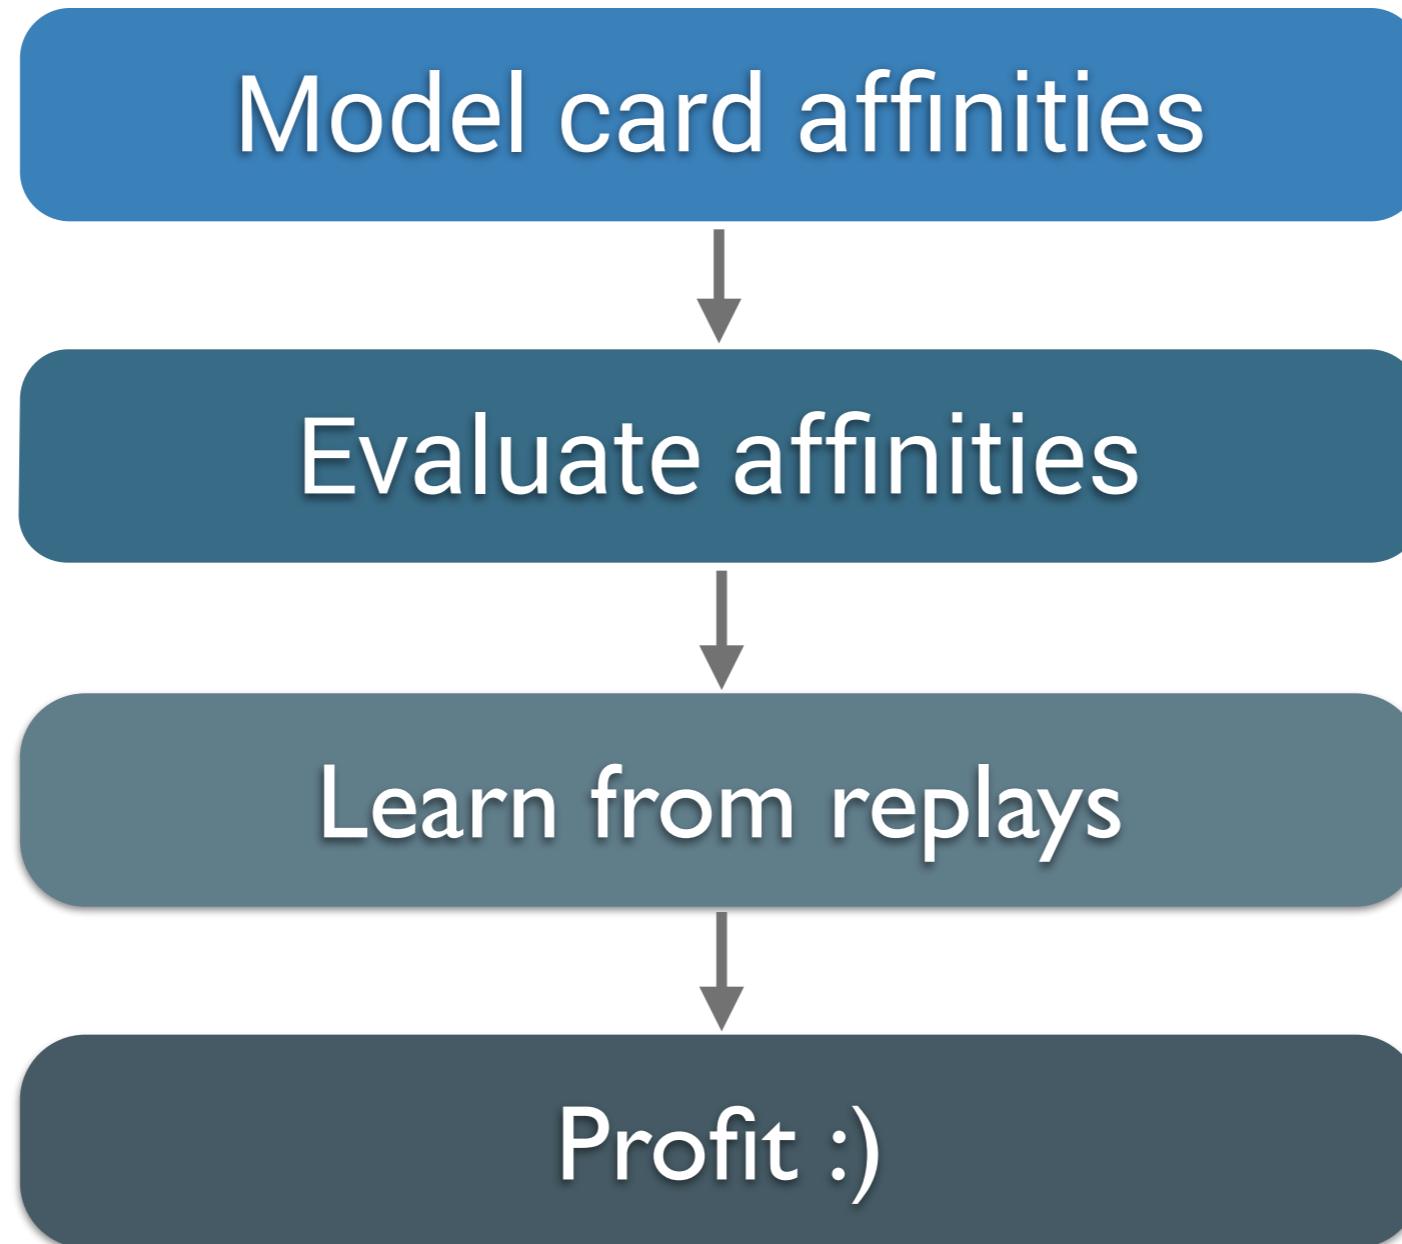 Model card affinities
Evaluate affinities
Learn from replays
Profit :)